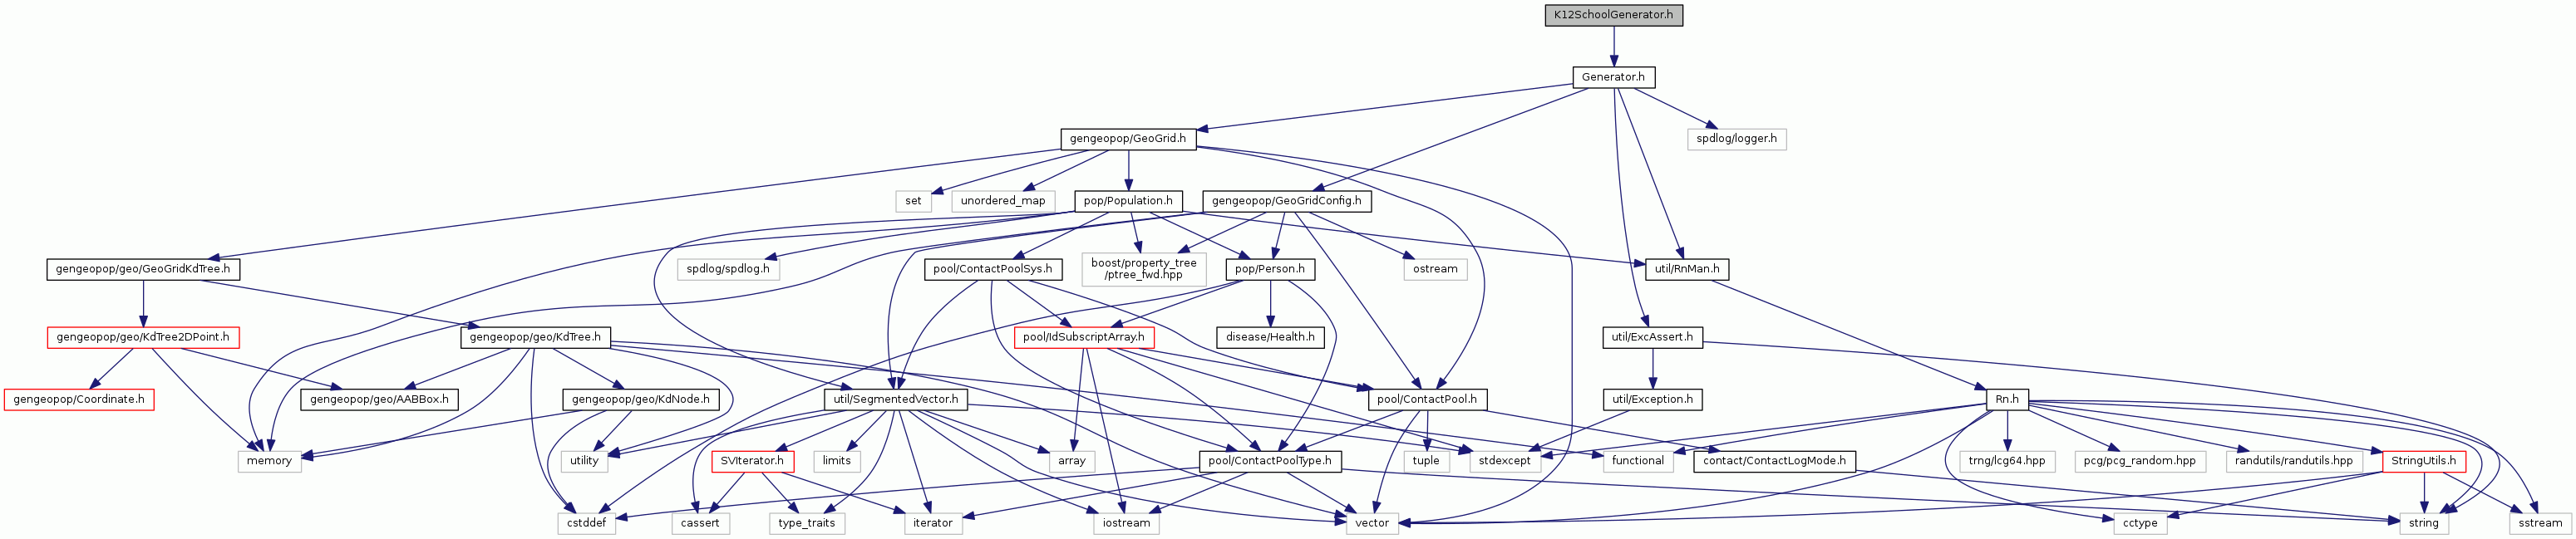 K12SchoolGenerator.h
Generator.h
gengeopop/GeoGrid.h
spdlog/logger.h
set
unordered_map
pop/Population.h
gengeopop/GeoGridConfig.h
gengeopop/geo/GeoGridKdTree.h
spdlog/spdlog.h
pool/ContactPoolSys.h
boost/property_tree
/ptree_fwd.hpp
pop/Person.h
ostream
util/RnMan.h
gengeopop/geo/KdTree2DPoint.h
gengeopop/geo/KdTree.h
pool/IdSubscriptArray.h
disease/Health.h
util/ExcAssert.h
gengeopop/Coordinate.h
gengeopop/geo/AABBox.h
gengeopop/geo/KdNode.h
util/SegmentedVector.h
pool/ContactPool.h
util/Exception.h
Rn.h
memory
utility
SVIterator.h
limits
array
pool/ContactPoolType.h
tuple
stdexcept
functional
contact/ContactLogMode.h
trng/lcg64.hpp
pcg/pcg_random.hpp
randutils/randutils.hpp
StringUtils.h
cstddef
cassert
type_traits
iterator
iostream
vector
cctype
string
sstream